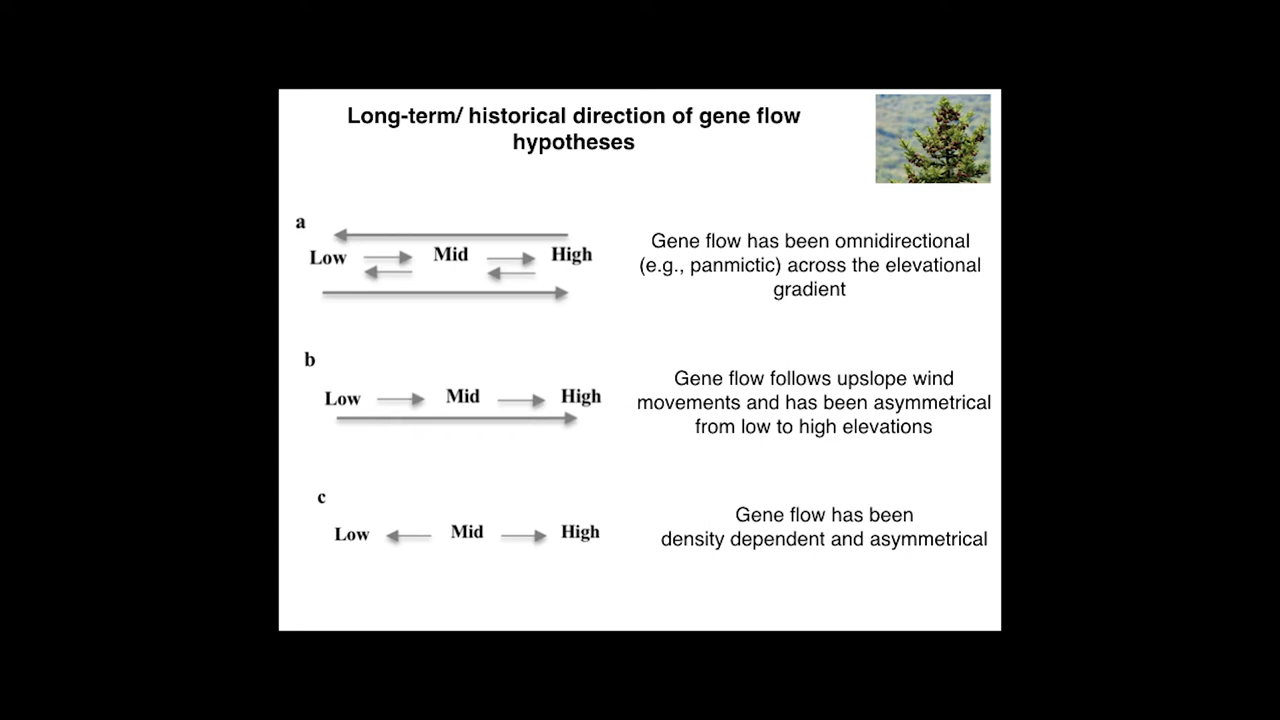 Long-term/ historical direction of gene flow
hypotheses
a
Low Mid High
Gene flow has been omnidirectional
(e.g., panmictic) across the elevational
gradient
b
Low Mid High
Gene flow follows upslope wind
movements and has been asymmetrical
from low to high elevations
c
Low Mid High
Gene flow has been
density dependent and asymmetrical